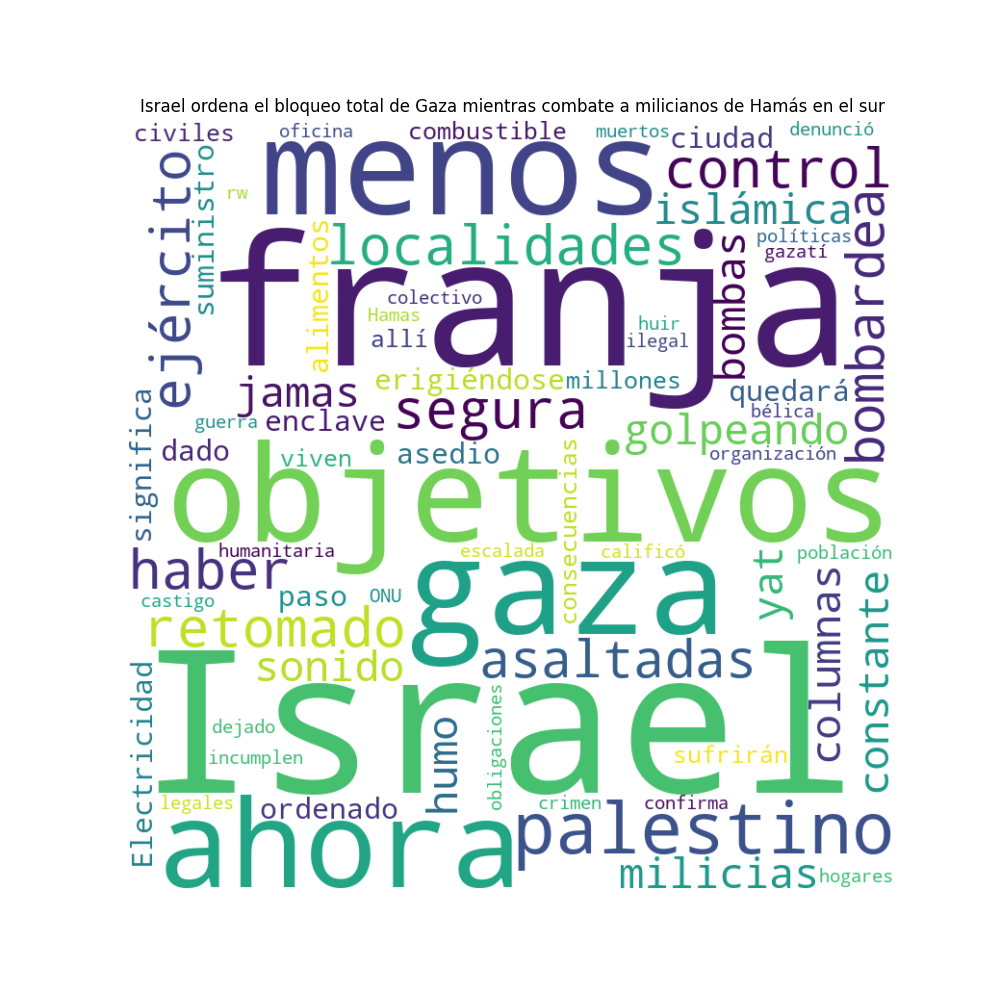 Israel ordena el bloqueo total de Gaza mientras combate a milicianos de Hamás en el sur
civiles
oficina
combustible
muertos
ciudad
denunció
menos
control
ejército
suministro
rw
islámica
bombardear
alimentos
localidades
bombas
políticas
gazatí
franja
colectivo
Hamas
allí
huir
ilegal
jamas
erigiéndose
millones
quedará
segura
bélica
significa
guerra
enclave
golpeando
dado
viven
asedio
organización
objetivos
consecuencias
haber
humanitaria
escalada
calificó
población
gaza
yat
columnas
constante
castigo
paso
ONU
retomado
sonido
asaltadas
Israel
Electricidad
dejado
incumplen
humo
obligaciones
sufrirán
legales
ordenado
crimen
confirma
ahora
palestino
milicias
hogares